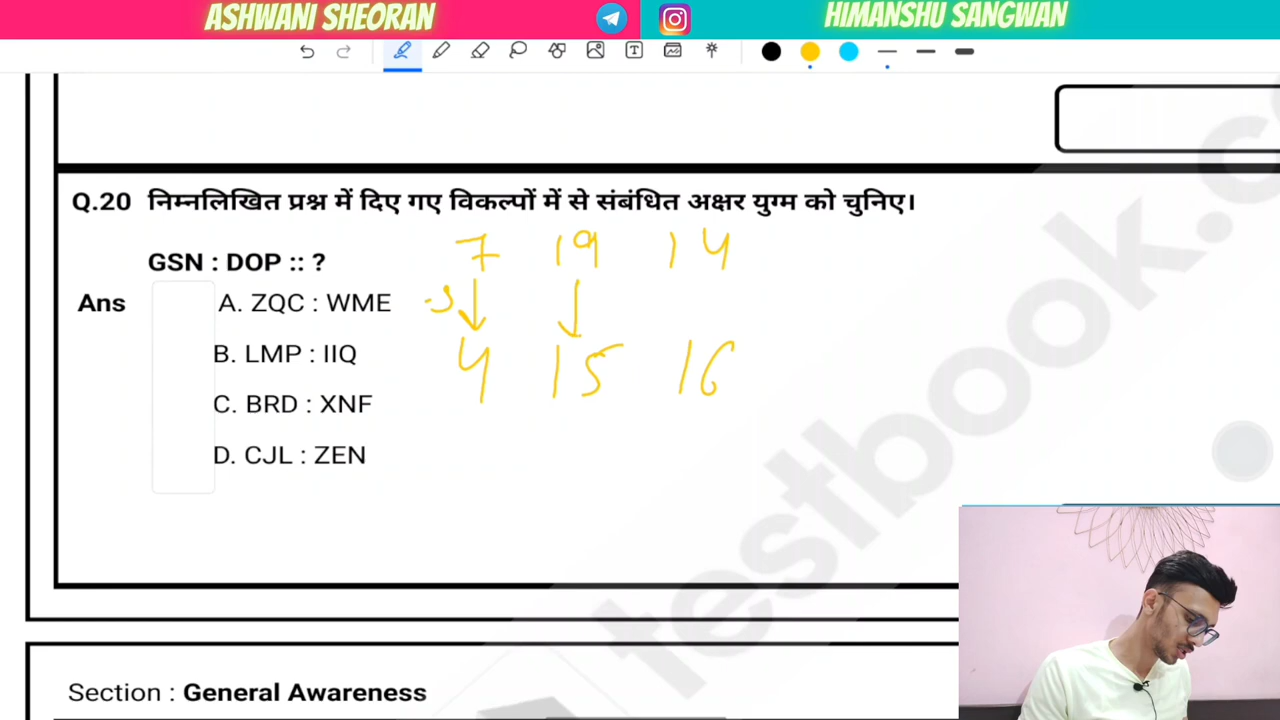 ASHWANI SHEORAN
HIMANSHU SANGWAN
Q.20 निम्नलिखित प्रश्न में दिए गए विकल्पों में से संबंधित अक्षर युग्म को चुनिए।
7 19 14
GSN : DOP :: ?
Ans A. ZQC : WME
-3
B. LMP : IIQ
4 15 16
C. BRD : XNF
D. CJL : ZEN
testbook.c
Section : General Awareness